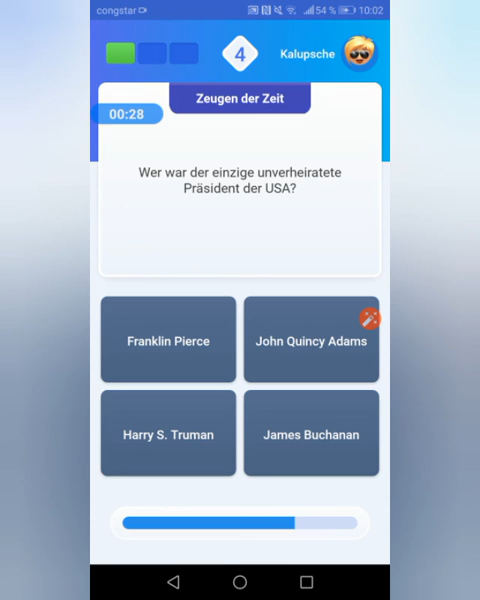 congstar
54 %
10:02
4
Kalupsche
Zeugen der Zeit
00:28
Wer war der einzige unverheiratete
Präsident der USA?
Franklin Pierce
John Quincy Adams
Harry S. Truman
James Buchanan